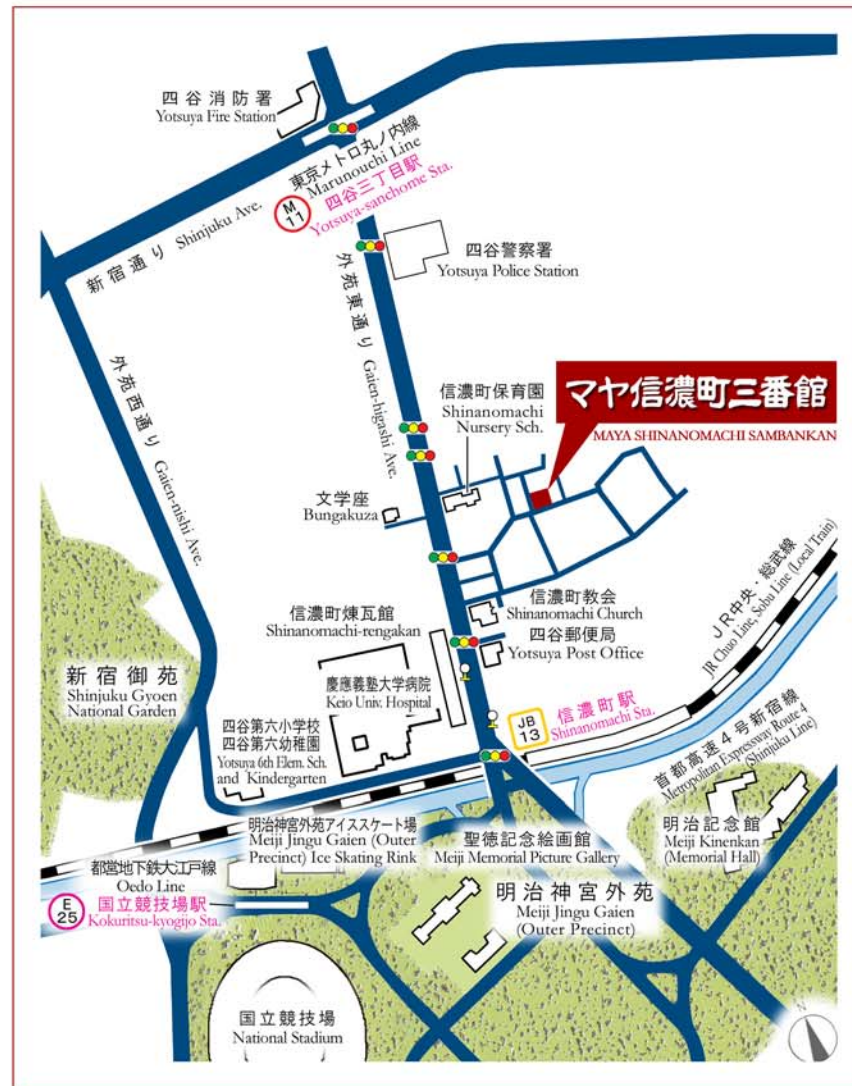 四谷消防署
Yotsuya Fire Station
東京メトロ丸ノ内線
Marunouchi Line
M
11
四谷三丁目駅
Yotsuya-sanchome Sta.
新宿通り Shinjuku Ave.
四谷警察署
Yotsuya Police Station
外苑東通り Gaien-higashi Ave.
外苑西通り Gaien-nishi Ave.
信濃町保育園
Shinanomachi
Nursery Sch.
マヤ信濃町三番館
MAYA SHINANOMACHI SAMBANKAN
文学座
Bungakuza
信濃町教会
Shinanomachi Church
信濃町煉瓦館
Shinanomachi-rengakan
四谷郵便局
Yotsuya Post Office
JR中央・総武線
JR Chuo Line, Sobu Line (Local Train)
新宿御苑
Shinjuku Gyoen
National Garden
慶應義塾大学病院
Keio Univ. Hospital
JB
13
信濃町駅
Shinanomachi Sta.
四谷第六小学校
四谷第六幼稚園
Yotsuya 6th Elem. Sch.
and Kindergarten
首都高速4号新宿線
Metropolitan Expressway Route 4
(Shinjuku Line)
明治神宮外苑アイススケート場
Meiji Jingu Gaien (Outer
Precinct) Ice Skating Rink
聖徳記念絵画館
Meiji Memorial Picture Gallery
明治記念館
Meiji Kinenkan
(Memorial Hall)
都営地下鉄大江戸線
Oedo Line
E
25
国立競技場駅
Kokuritsu-kyogijo Sta.
明治神宮外苑
Meiji Jingu Gaien
(Outer Precinct)
国立競技場
National Stadium
N